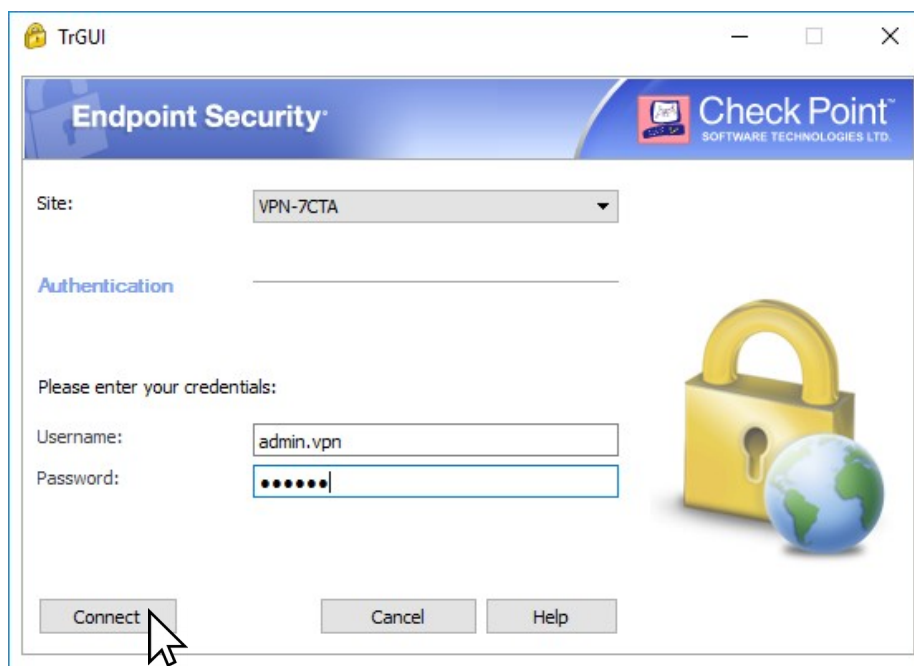 TrGUI
Endpoint Security
Check Point™
SOFTWARE TECHNOLOGIES LTD.
Site:
VPN-7CTA
Authentication
Please enter your credentials:
Username:
admin.vpn
Password:
••••••
Connect
Cancel
Help